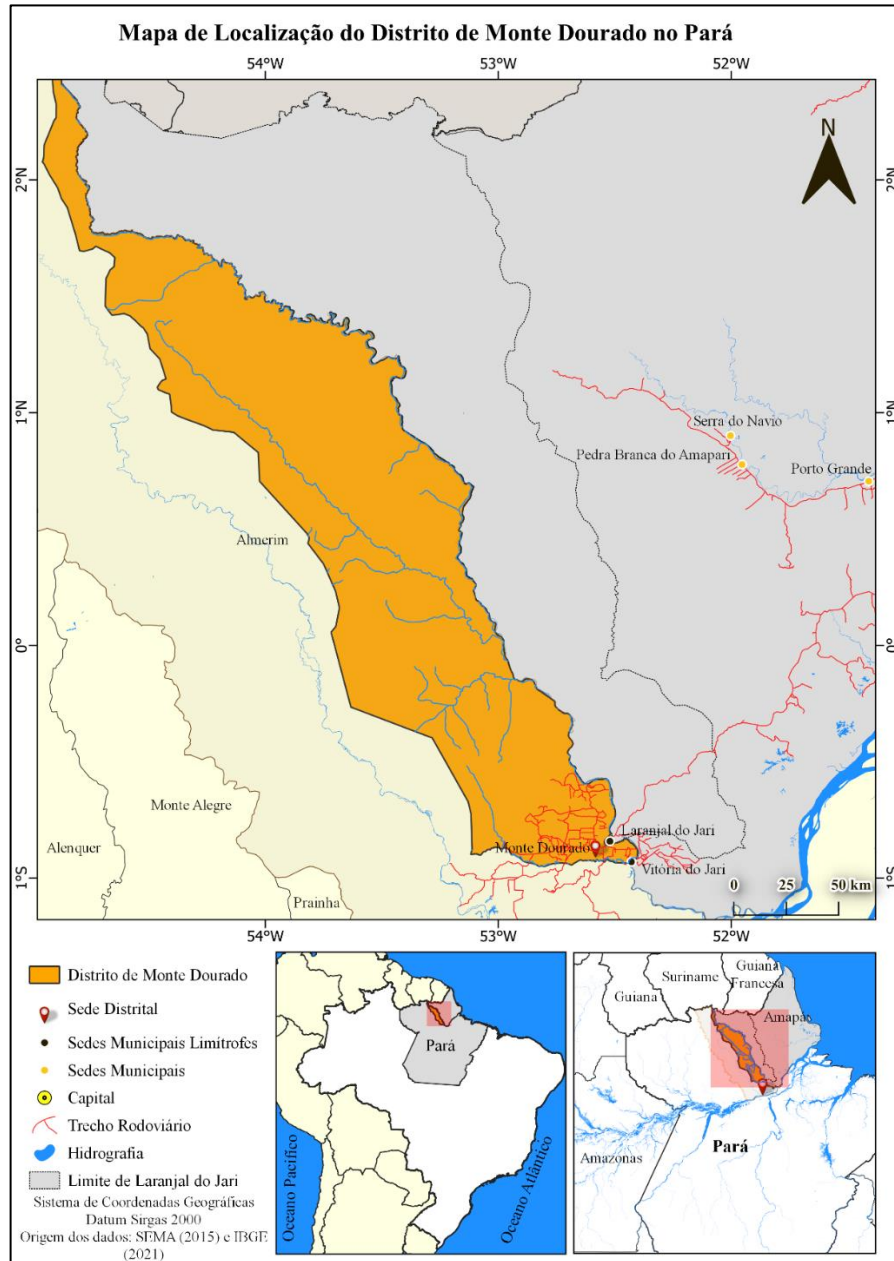 Mapa de Localização do Distrito de Monte Dourado no Pará
54°W
53°W
52°W
N
2°N
2°N
1°N
1°N
Serra do Navio
Pedra Branca do Amapari
Porto Grande
Almerim
0°
0°
Monte Alegre
Alenquer
Laranjal do Jari
Monte Dourado
Vitória do Jari
Prainha
1°S
1°S
0 25 50 km
54°W
53°W
52°W
Distrito de Monte Dourado
Sede Distrital
Sedes Municipais Limítrofes
Sedes Municipais
Capital
Trecho Rodoviário
Hidrografia
Limite de Laranjal do Jari
Sistema de Coordenadas Geográficas
Datum Sirgas 2000
Origem dos dados: SEMA (2015) e IBGE
(2021)
Pará
Oceano Pacífico
Oceano Atlântico
Guiana
Suriname
Guiana
Francesa
Amapá
Amazonas
Pará